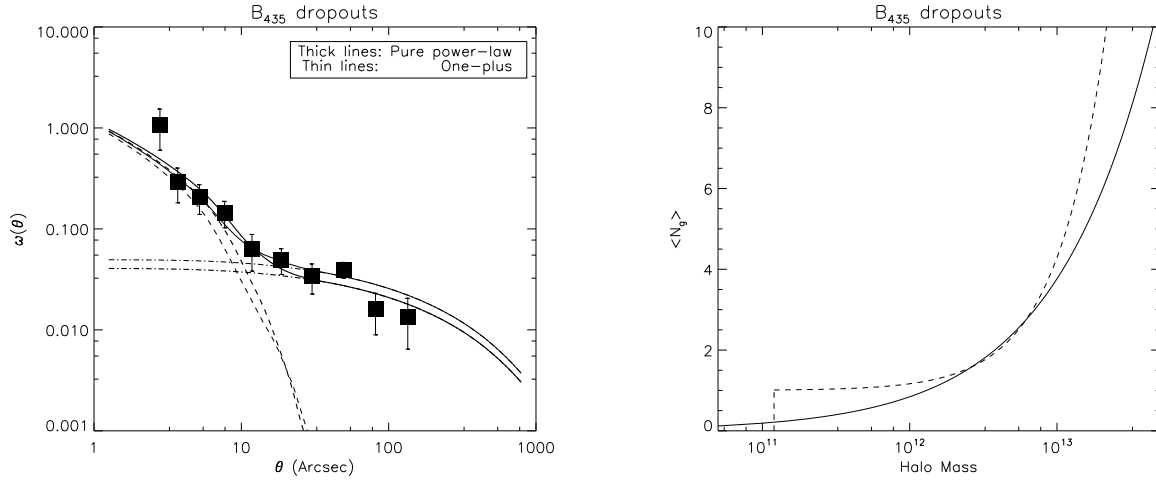 B435 dropouts
10.000
1.000
0.100
0.010
0.001
ω(θ)
Thick lines: Pure power-law
Thin lines: One-plus
1 10 100 1000
θ (Arcsec)
B435 dropouts
10
8
6
4
2
0
<Ng>
10^11 10^12 10^13
Halo Mass